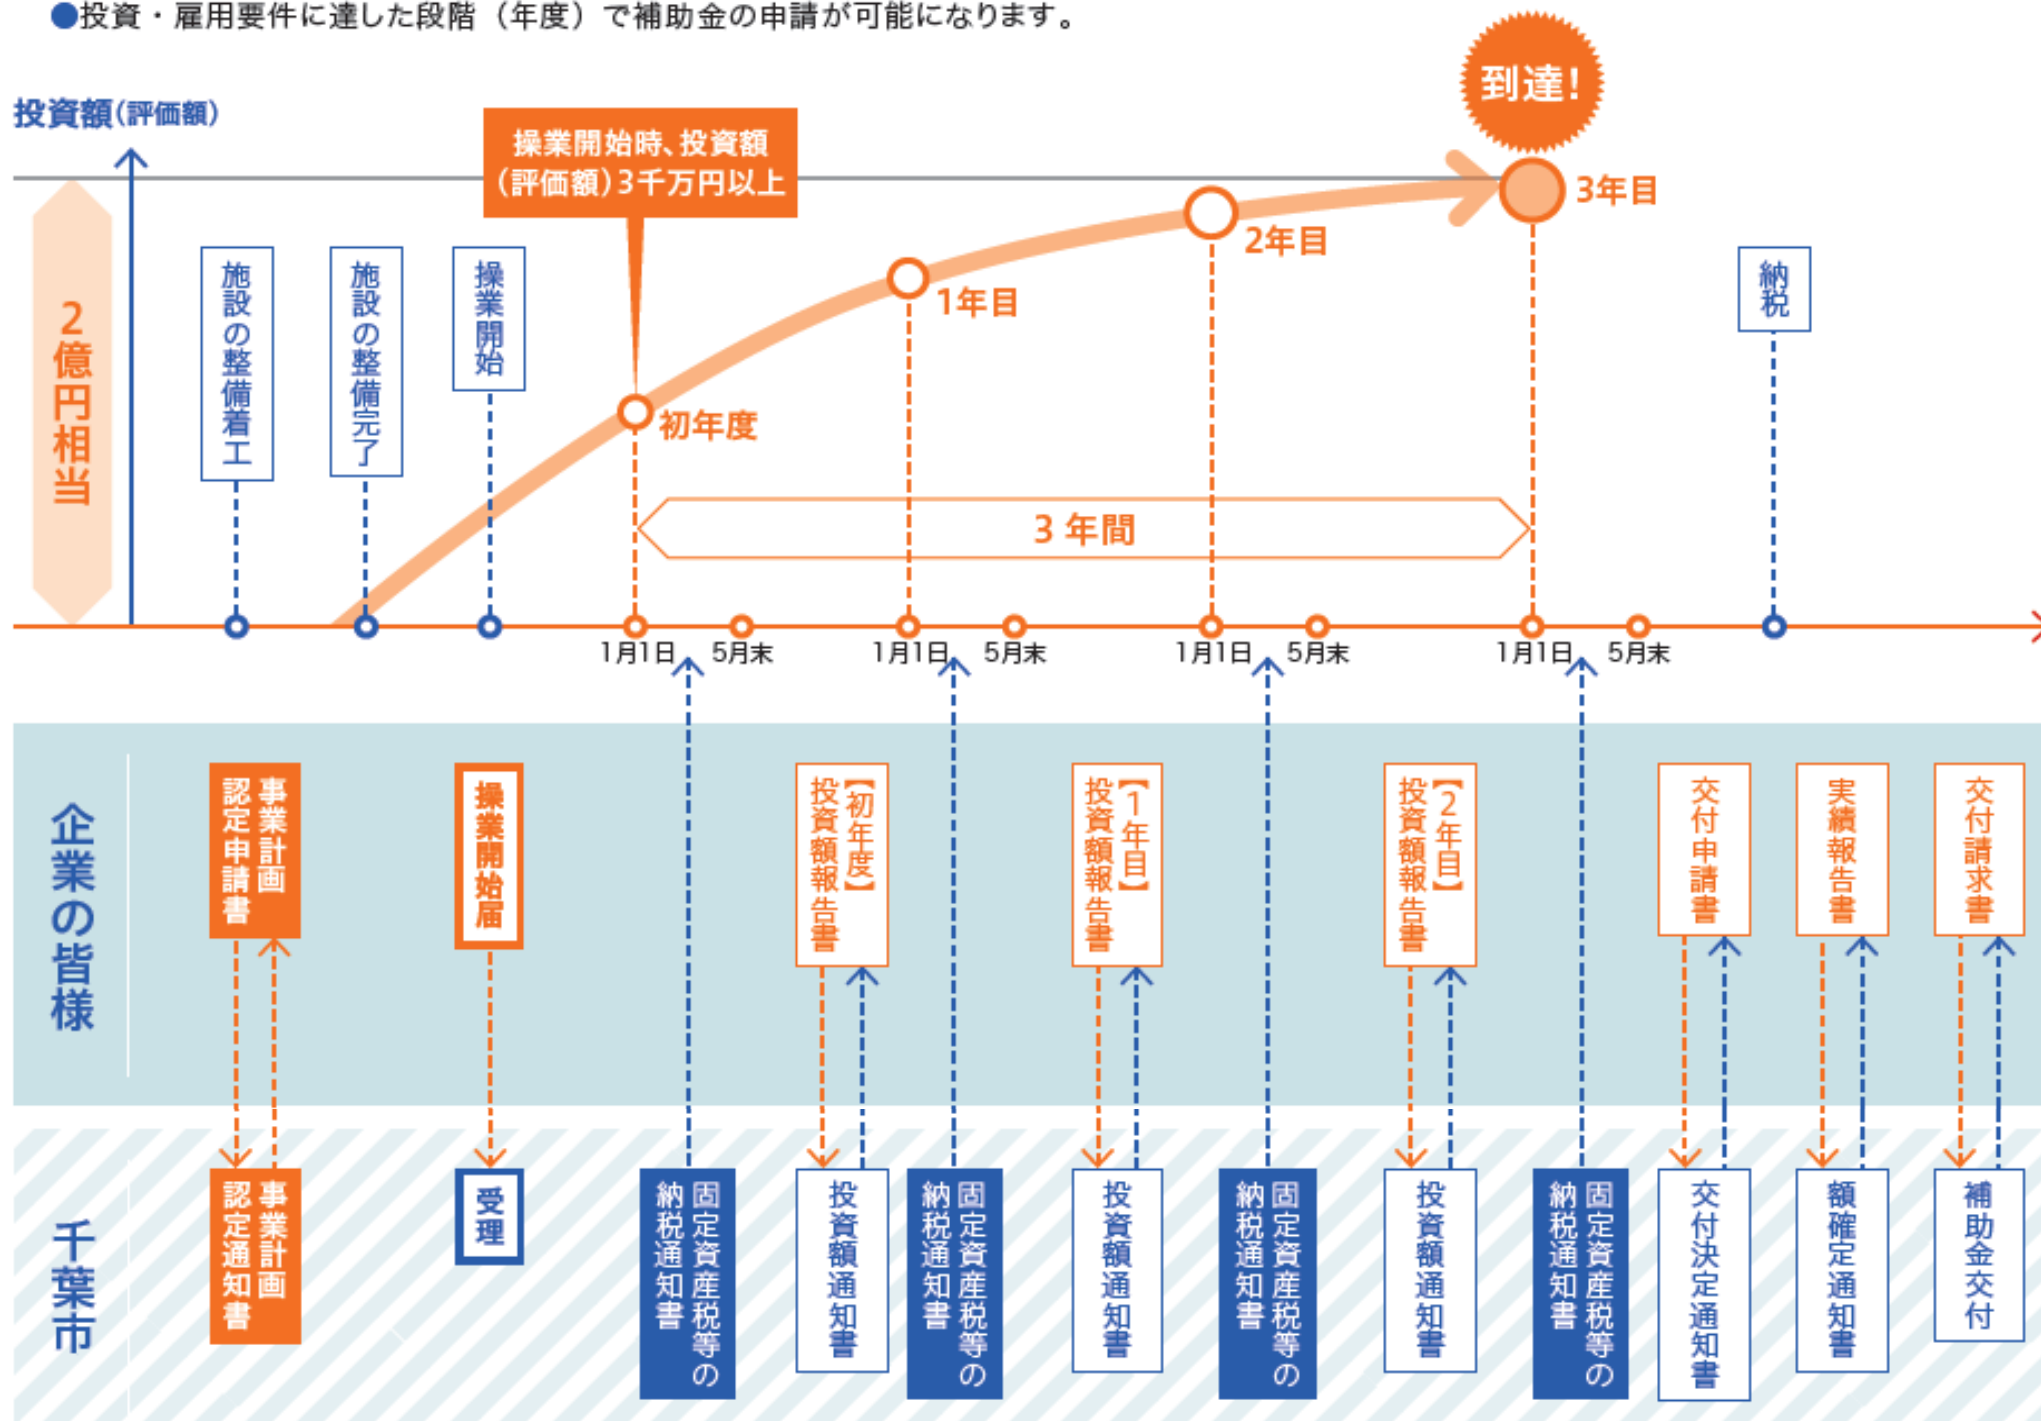 ●投資・雇用要件に達した段階（年度）で補助金の申請が可能になります。
到達！
投資額(評価額)
操業開始時、投資額
(評価額)3千万円以上
3年目
2年目
1年目
初年度
2億円相当
施設の整備着工
施設の整備完了
操業開始
納税
3年間
1月1日
5月末
1月1日
5月末
1月1日
5月末
1月1日
5月末
企業の皆様
事業計画
認定申請書
操業開始届
【初年度】
投資額報告書
【1年目】
投資額報告書
【2年目】
投資額報告書
交付申請書
実績報告書
交付請求書
千葉市
事業計画
認定通知書
受理
固定資産税等の
納税通知書
投資額通知書
固定資産税等の
納税通知書
投資額通知書
固定資産税等の
納税通知書
投資額通知書
固定資産税等の
納税通知書
交付決定通知書
額確定通知書
補助金交付